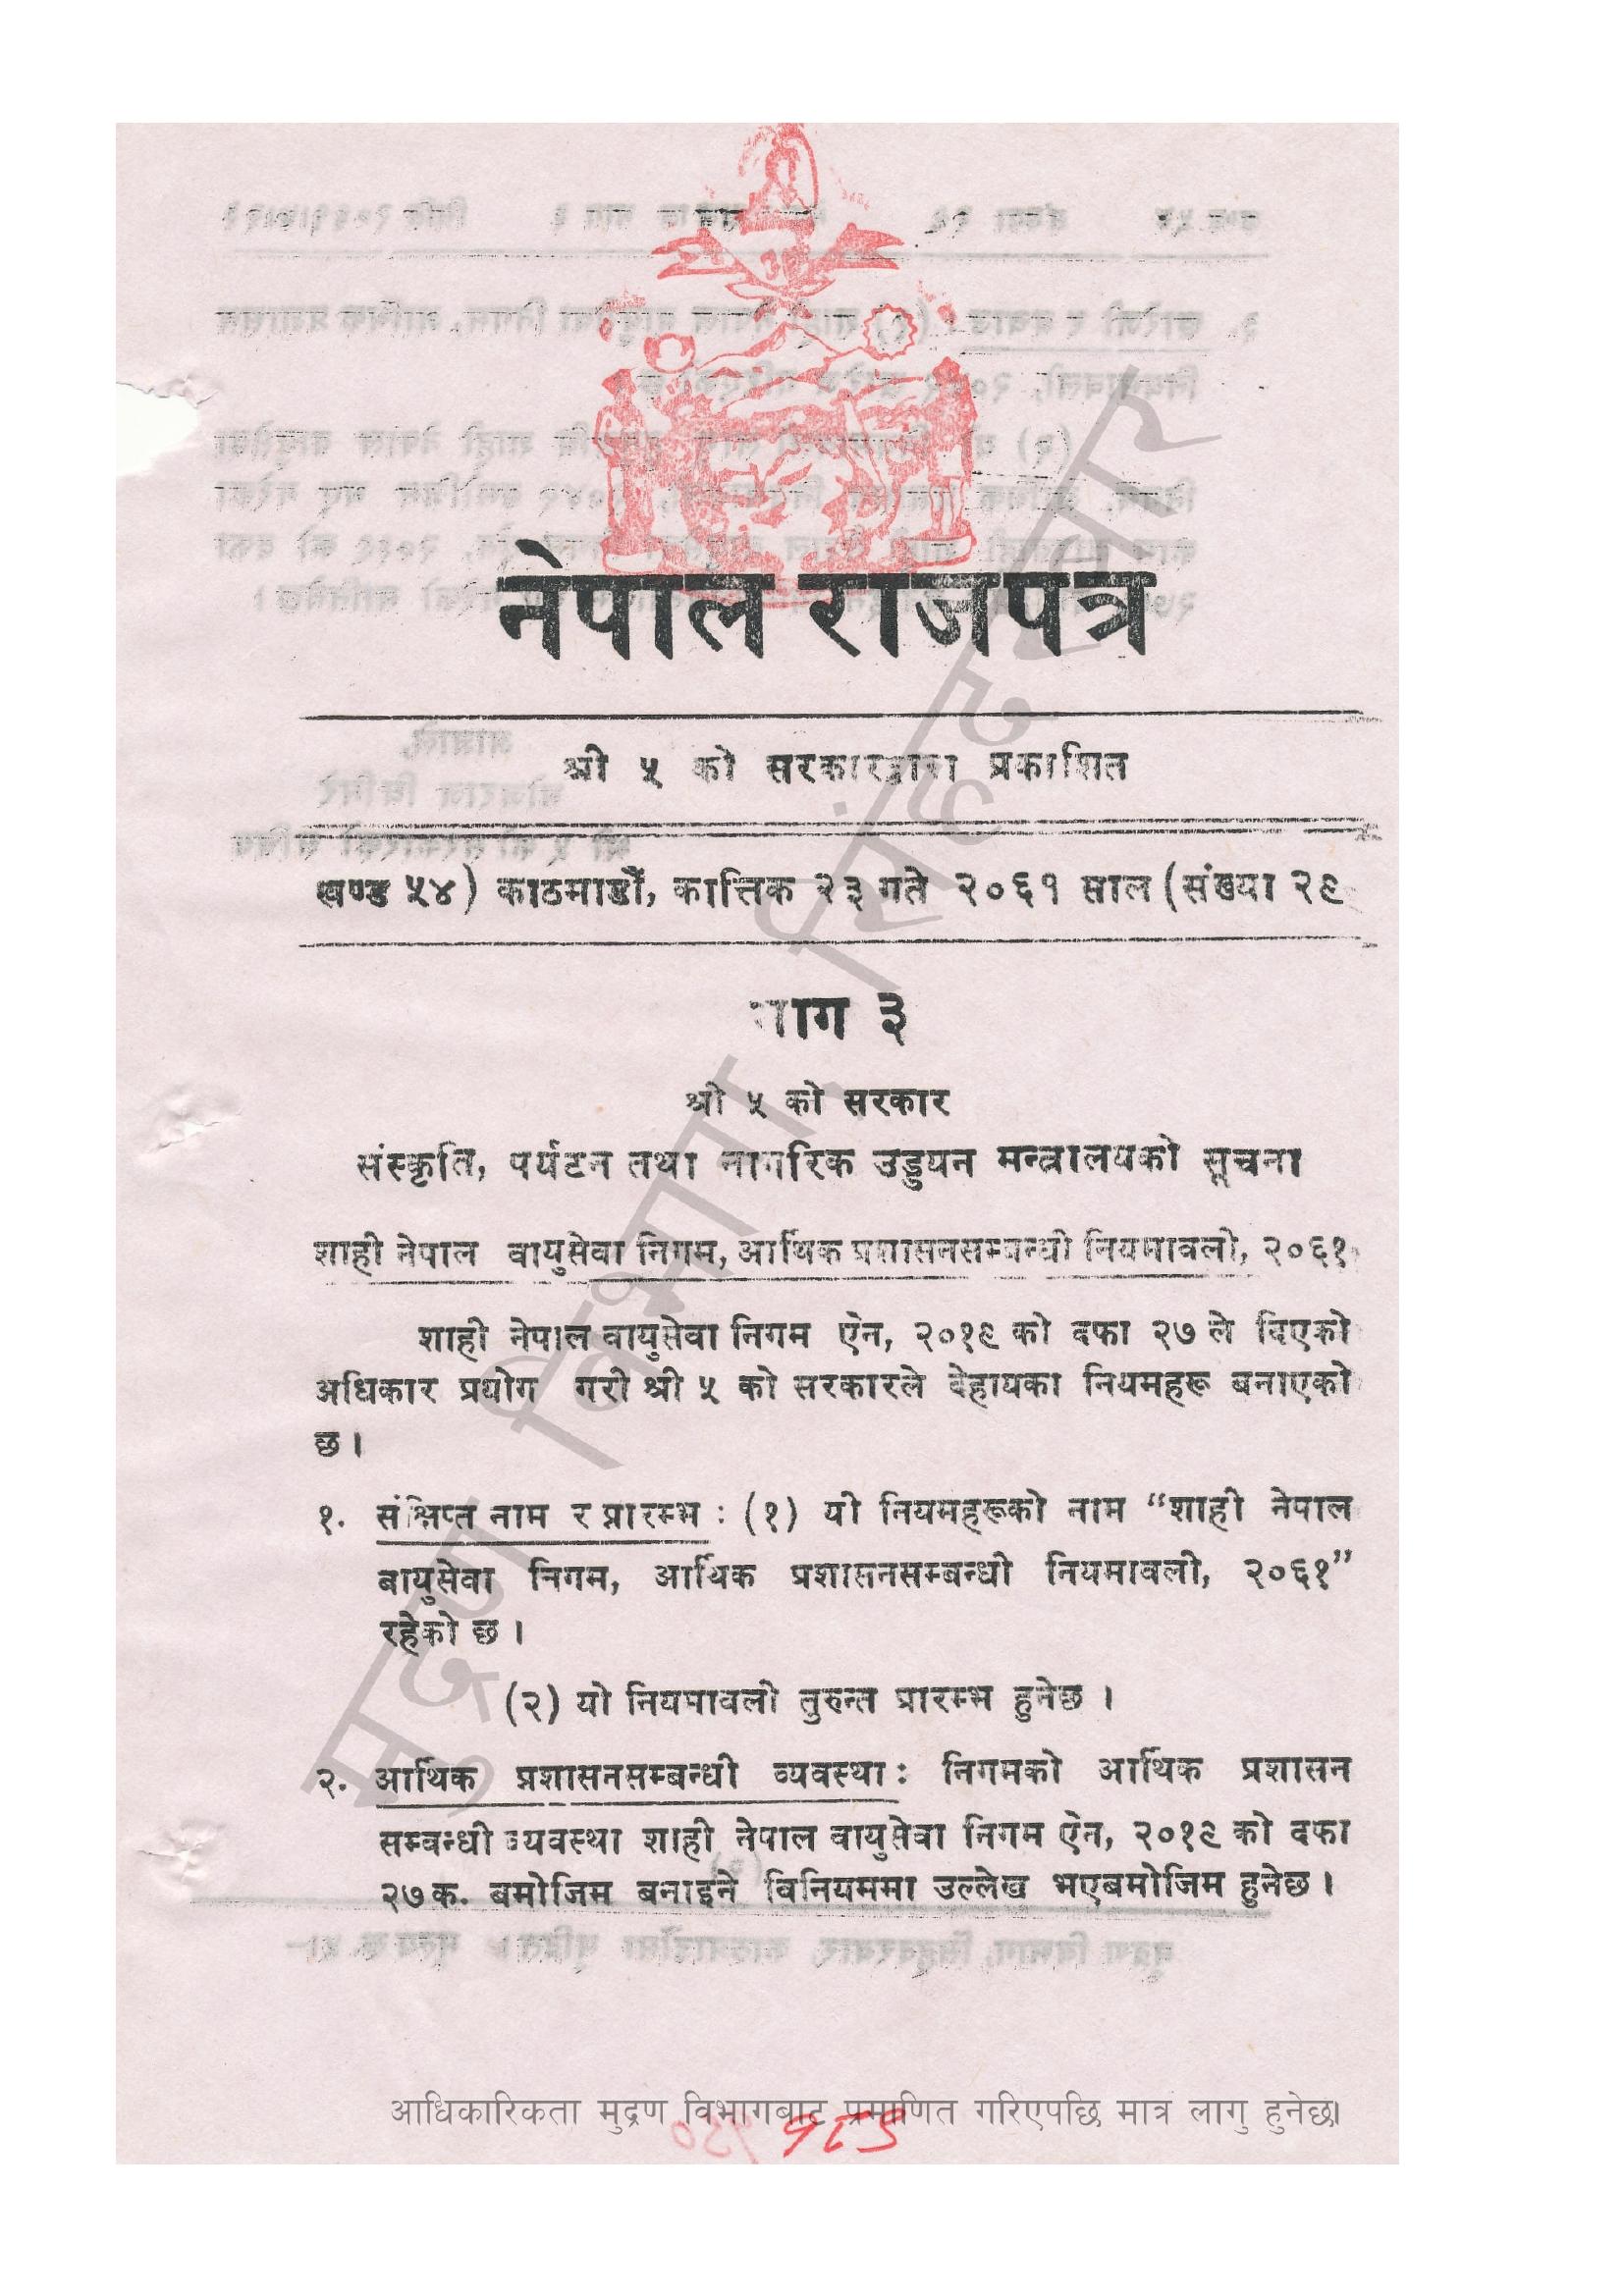 नेपाल राजपत्र
श्री ५ को सरकारद्वारा प्रकाशित
खण्ड ५४) काठमाडौं, कार्त्तिक २३ गते २०६१ साल (संख्या २९
भाग ३
श्री ५ को सरकार
संस्कृति, पर्यटन तथा नागरिक उड्डयन मन्त्रालयको सूचना
शाही नेपाल वायुसेवा निगम, आर्थिक प्रशासनसम्बन्धी नियमावली, २०६१
शाही नेपाल वायुसेवा निगम ऐन, २०१९ को दफा २७ ले दिएको
अधिकार प्रयोग गरी श्री ५ को सरकारले देहायका नियमहरू बनाएको
छ ।
१. संक्षिप्त नाम र प्रारम्भ : (१) यी नियमहरूको नाम “शाही नेपाल
बायुसेवा निगम, आर्थिक प्रशासनसम्बन्धी नियमावली, २०६१”
रहेको छ ।
(२) यो नियमावली तुरुन्त प्रारम्भ हुनेछ ।
२. आर्थिक प्रशासनसम्बन्धी व्यवस्था : निगमको आर्थिक प्रशासन
सम्बन्धी व्यवस्था शाही नेपाल वायुसेवा निगम ऐन, २०१९ को दफा
२७क. बमोजिम बनाइने विनियममा उल्लेख भएबमोजिम हुनेछ ।
मुद्रण विभाग, सिंहदरबार
आधिकारिकता मुद्रण विभागबाट प्रमाणित गरिएपछि मात्र लागु हुनेछ।